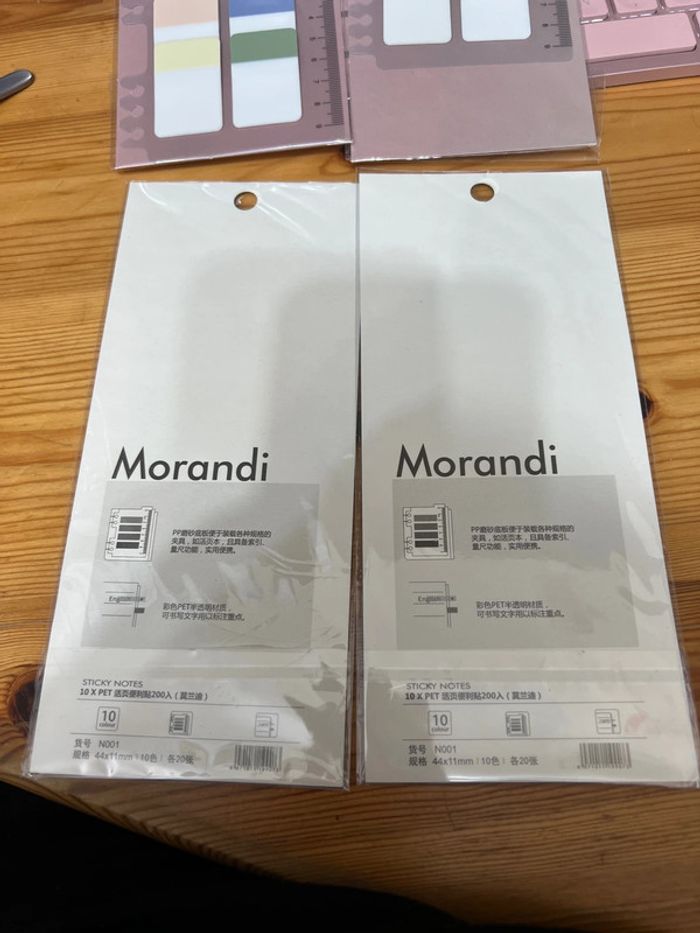 Morandi
PP磨砂底板便于装载各种规格的
夹具，如活页本，且具备索引、
量尺功能，实用便携。
彩色PET半透明材质，
可书写文字用以标注重点。
STICKY NOTES
10 X PET 活页便利贴200入（莫兰迪）
10
colour
货号 N001
规格 44x11mm | 10色 | 各20张
Morandi
PP磨砂底板便于装载各种规格的
夹具，如活页本，且具备索引、
量尺功能，实用便携。
彩色PET半透明材质，
可书写文字用以标注重点。
STICKY NOTES
10 X PET 活页便利贴200入（莫兰迪）
10
colour
货号 N001
规格 44x11mm | 10色 | 各20张